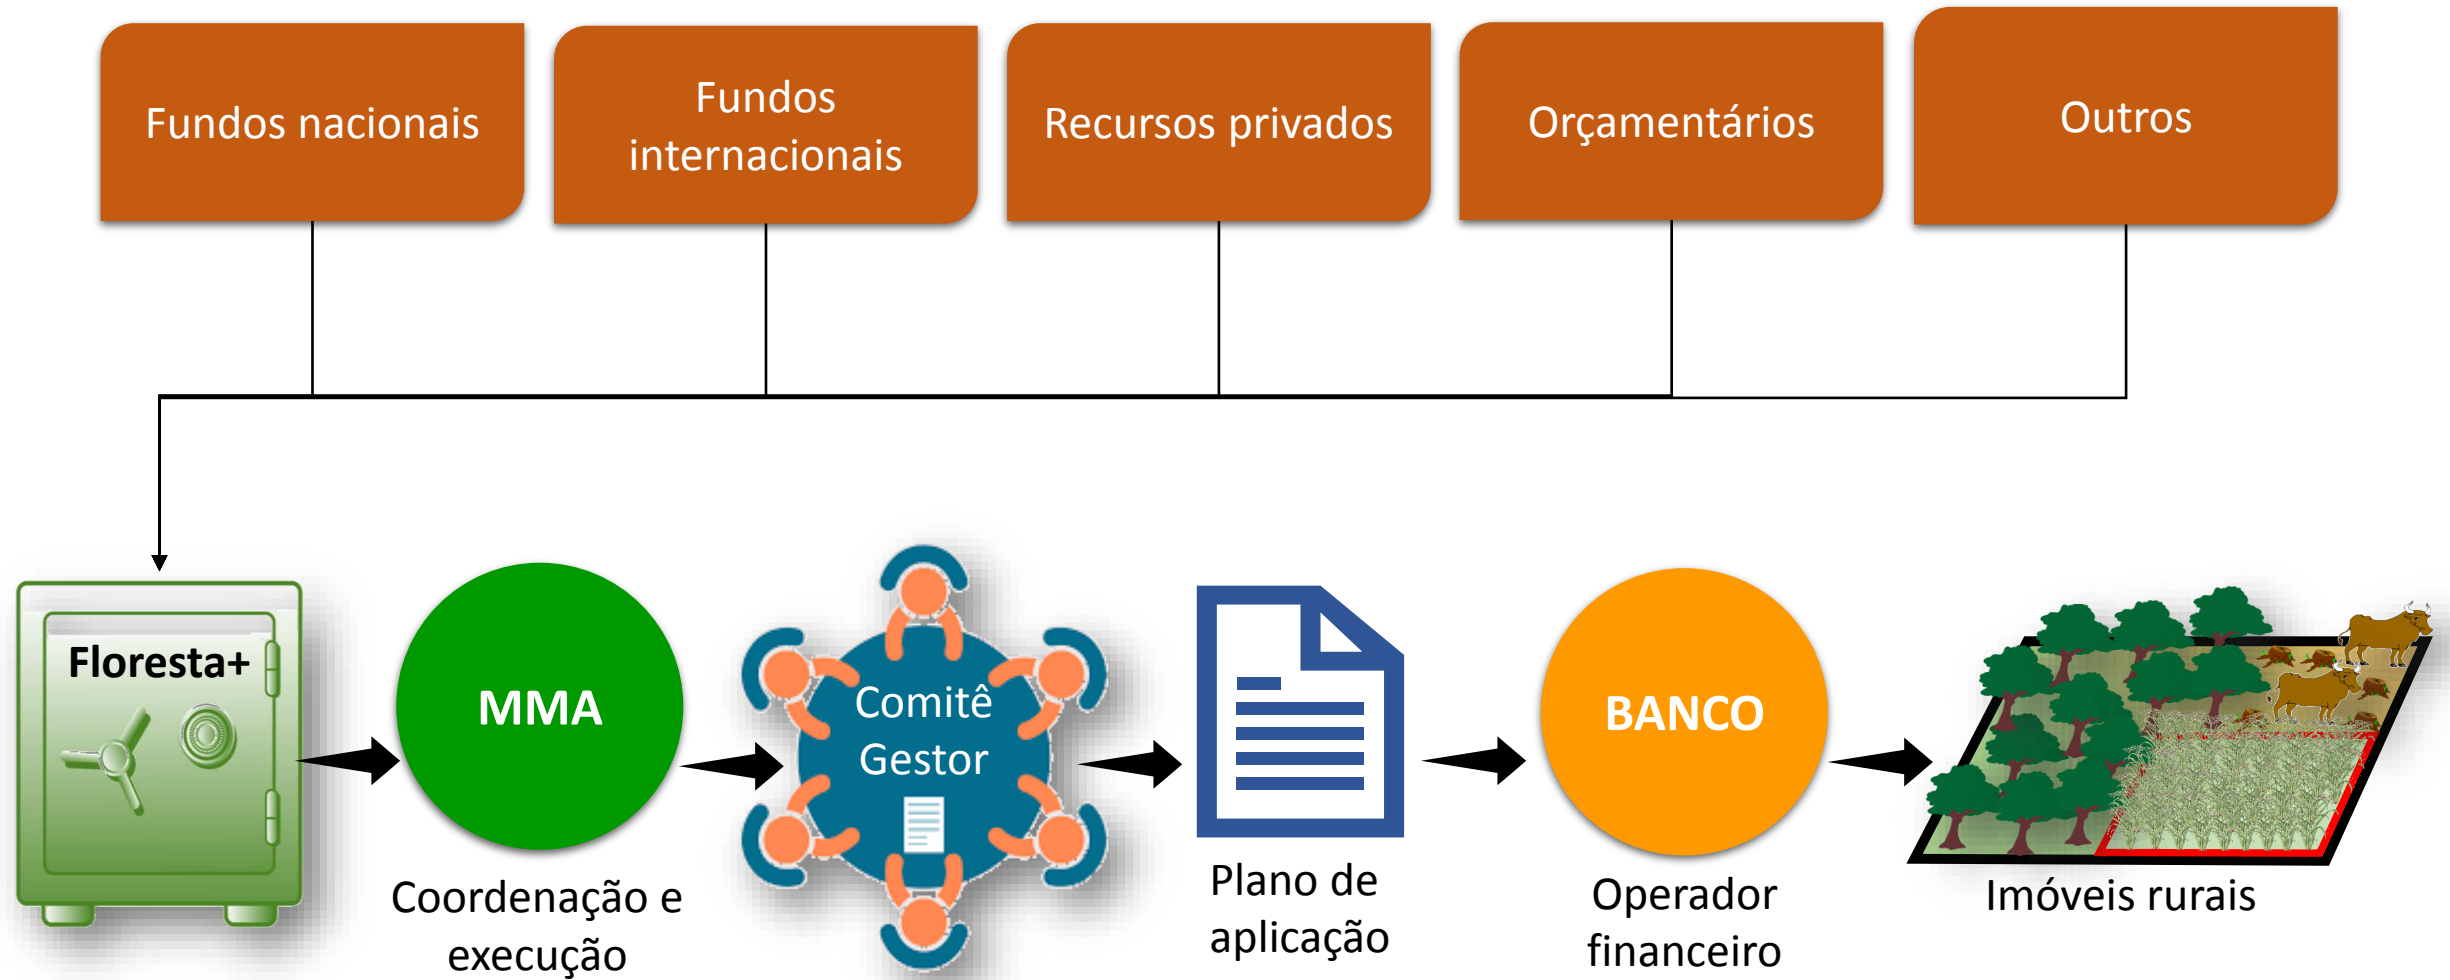 Fundos nacionais
Fundos
internacionais
Recursos privados
Orçamentários
Outros
Floresta+
MMA
Coordenação e
execução
Comitê
Gestor
Plano de
aplicação
BANCO
Operador
financeiro
Imóveis rurais